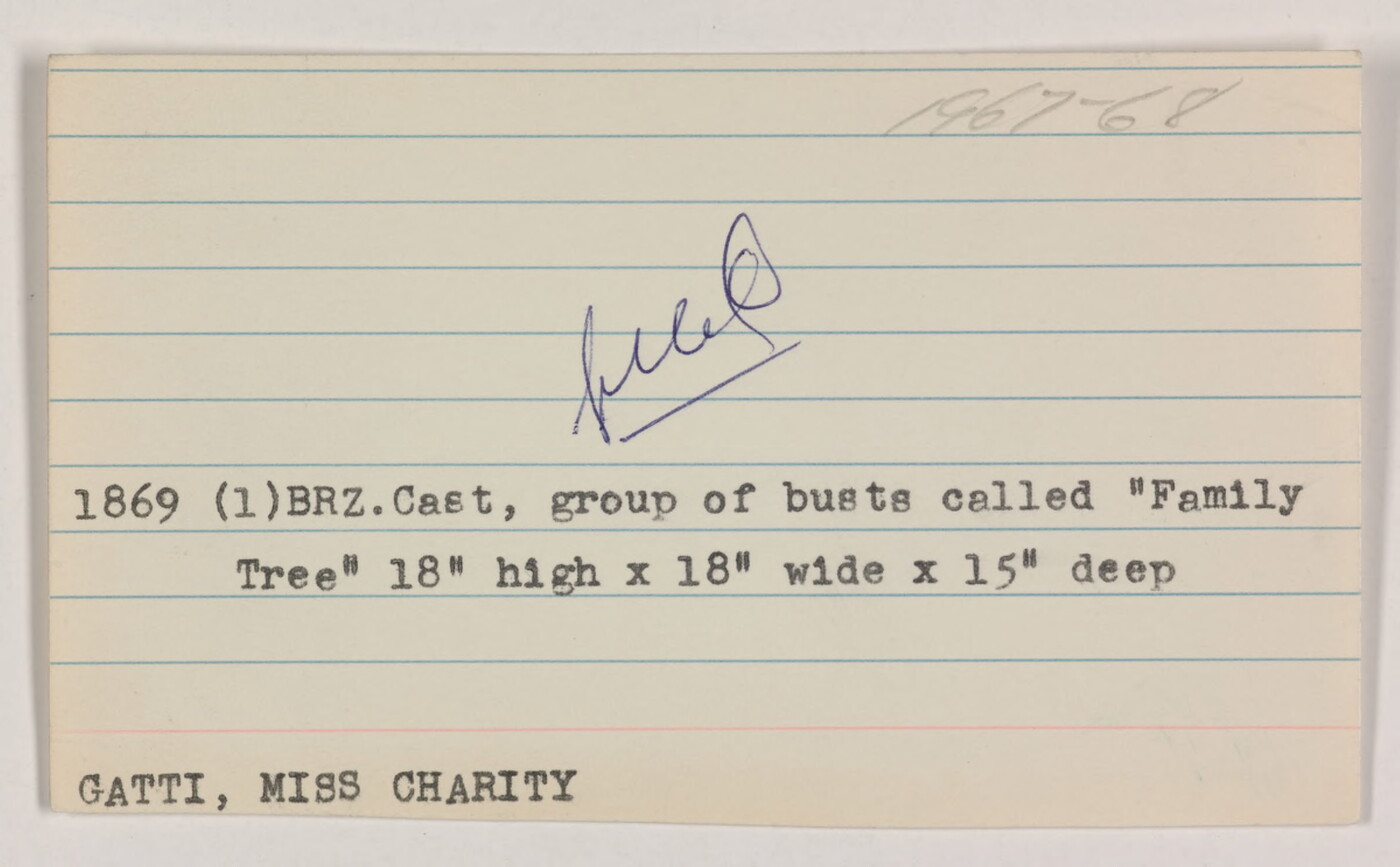 1967-68
1869 (1)BRZ.Cast, group of busts called "Family
Tree" 18" high x 18" wide x 15" deep
GATTI, MISS CHARITY